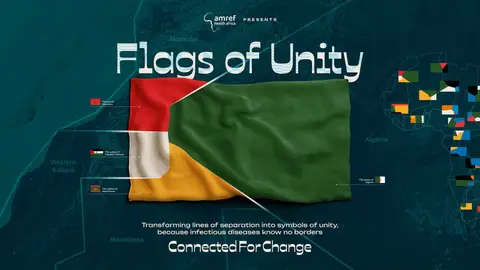 amref
health africa
PRESENTS
Flags of Unity
Morocco
Algeria
Western
Sahara
Mauritania
Transforming lines of separation into symbols of unity,
because infectious diseases know no borders
Connected For Change